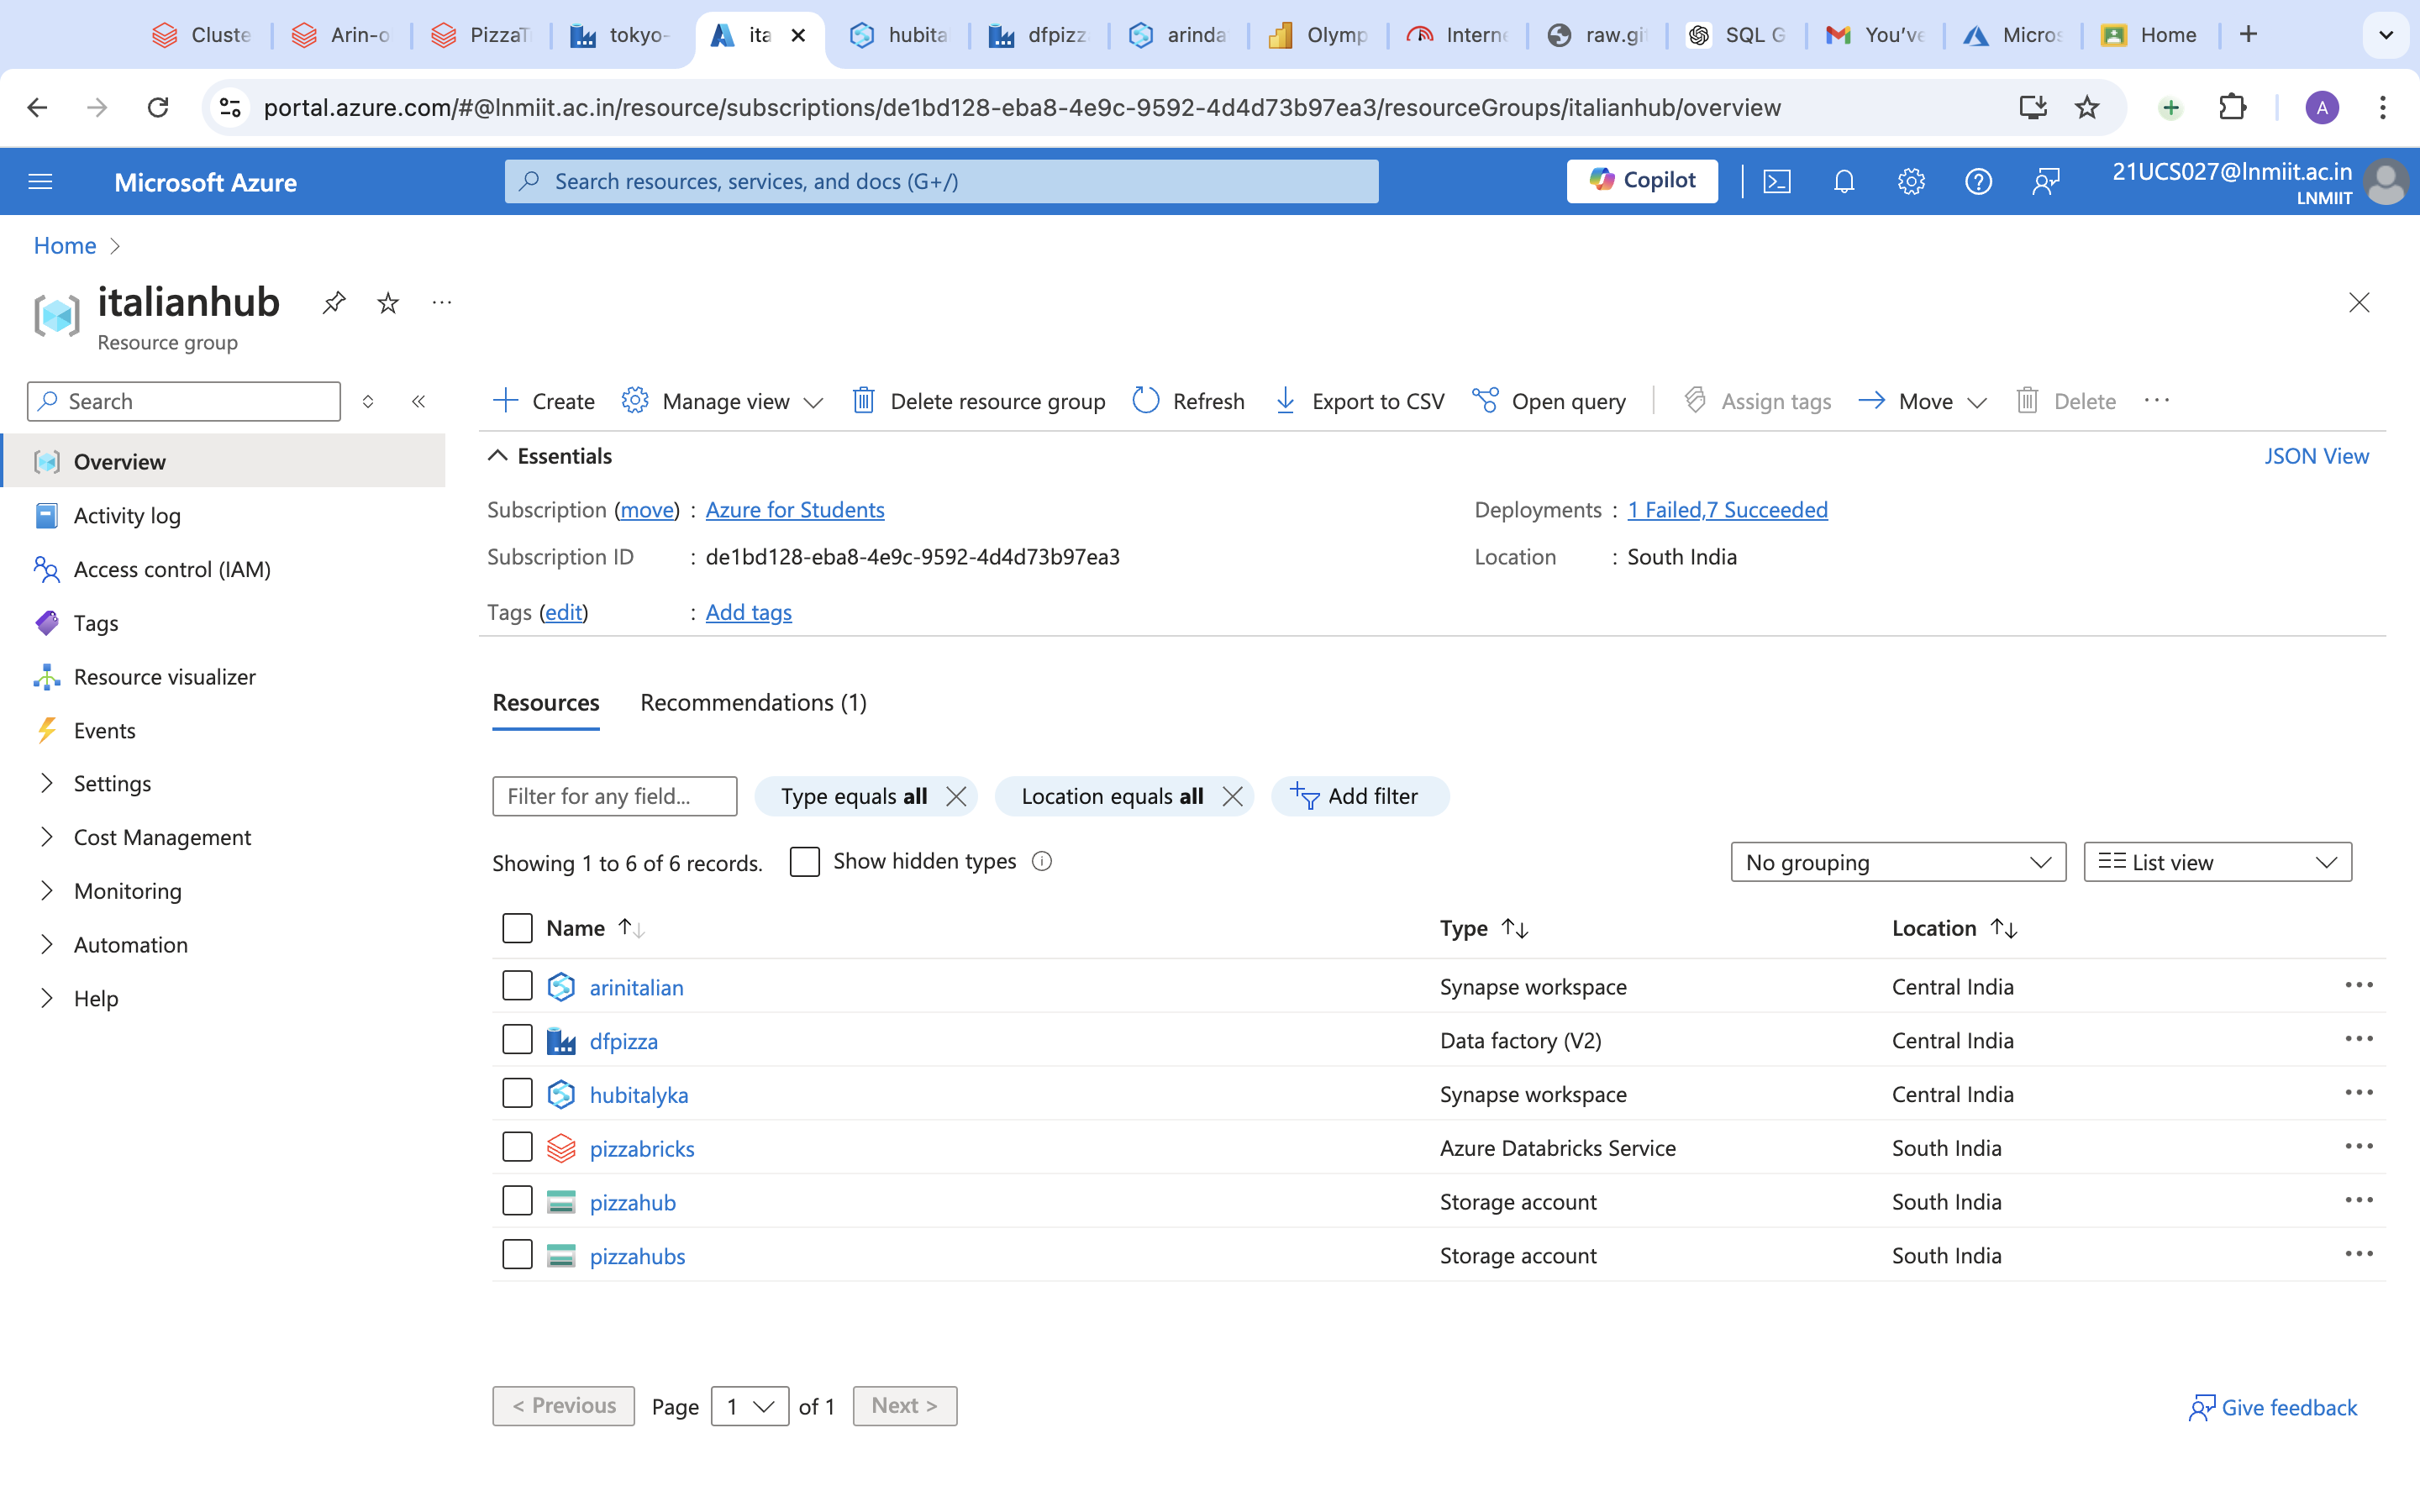 Cluste Arin-o PizzaT tokyo- ita hubita dfpizz arinda Olymp Intern raw.gi SQL G You've Micros Home
portal.azure.com/#@lnmiit.ac.in/resource/subscriptions/de1bd128-eba8-4e9c-9592-4d4d73b97ea3/resourceGroups/italianhub/overview A
Microsoft Azure Search resources, services, and docs (G+/) Copilot 21UCS027@lnmiit.ac.in
LNMIIT
Home >
italianhub
Resource group
Search
Overview
Activity log
Access control (IAM)
Tags
Resource visualizer
Events
Settings
Cost Management
Monitoring
Automation
Help
Create Manage view Delete resource group Refresh Export to CSV Open query Assign tags Move Delete
Essentials JSON View
Subscription (move) : Azure for Students Deployments : 1 Failed,7 Succeeded
Subscription ID : de1bd128-eba8-4e9c-9592-4d4d73b97ea3 Location : South India
Tags (edit) : Add tags
Resources Recommendations (1)
Filter for any field... Type equals all Location equals all Add filter
Showing 1 to 6 of 6 records. Show hidden types No grouping List view
Name Type Location
arinitalian Synapse workspace Central India
dfpizza Data factory (V2) Central India
hubitalyka Synapse workspace Central India
pizzabricks Azure Databricks Service South India
pizzahub Storage account South India
pizzahubs Storage account South India
< Previous Page 1 of 1 Next > Give feedback